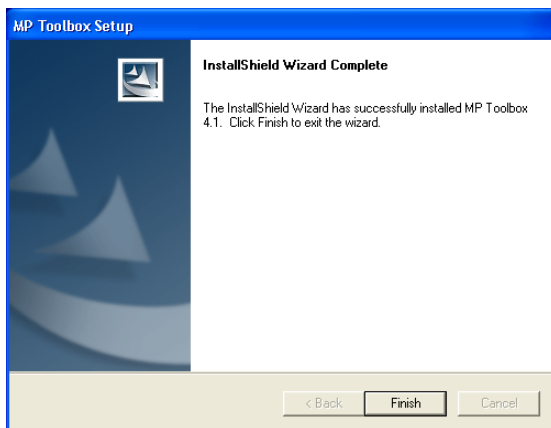 MP Toolbox Setup
InstallShield Wizard Complete
The InstallShield Wizard has successfully installed MP Toolbox
4.1. Click Finish to exit the wizard.
< Back
Finish
Cancel